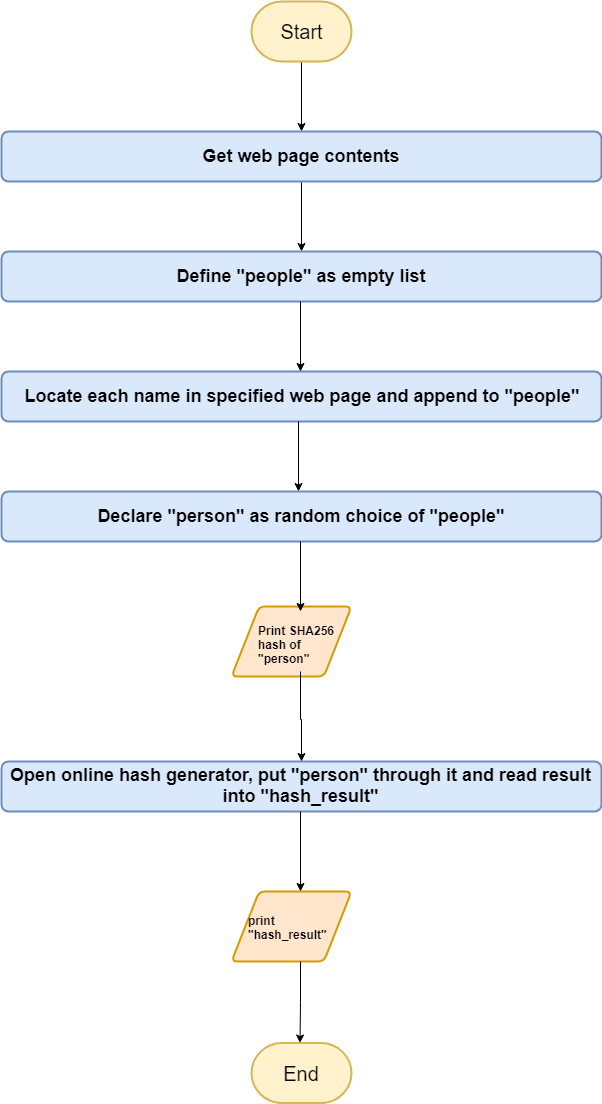 Start
Get web page contents
Define "people" as empty list
Locate each name in specified web page and append to "people"
Declare "person" as random choice of "people"
Print SHA256
hash of
"person"
Open online hash generator, put "person" through it and read result
into "hash_result"
print
"hash_result"
End